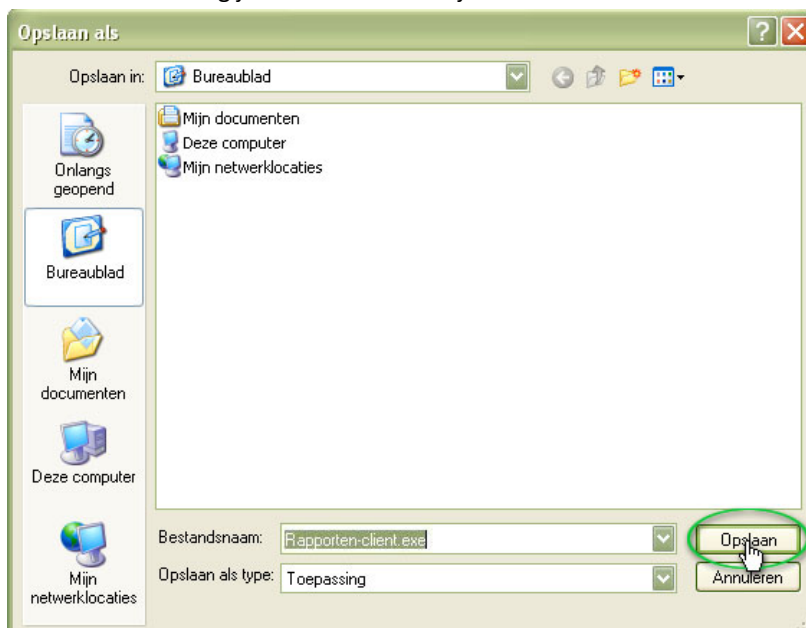 Opslaan als
Opslaan in: Bureaublad
Mijn documenten
Deze computer
Mijn netwerklocaties
Onlangs
geopend
Bureaublad
Mijn
documenten
Deze computer
Mijn
netwerklocaties
Bestandsnaam: Rapporten-client.exe Opslaan
Opslaan als type: Toepassing Annuleren